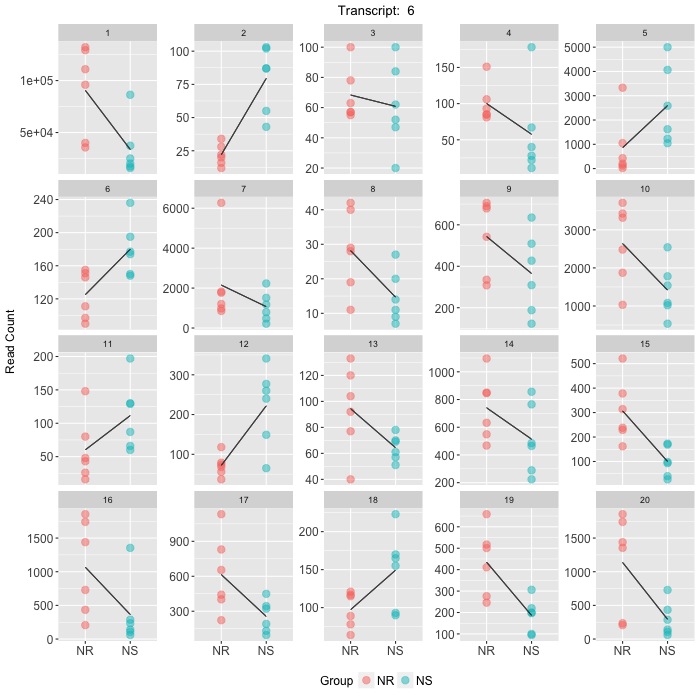 Transcript: 6
1 2 3 4 5
1e+05 5e+04
100 75 50 25
100 80 60 40 20
150 100 50
5000 4000 3000 2000 1000 0
6 7 8 9 10
240 200 160 120
6000 4000 2000 0
40 30 20 10
600 400 200
3000 2000 1000
Read Count
11 12 13 14 15
200 150 100 50
300 200 100
120 100 80 60 40
1000 800 600 400 200
500 400 300 200 100
16 17 18 19 20
1500 1000 500 0
900 600 300
200 150 100
600 500 400 300 200 100
1500 1000 500 0
NR NS NR NS NR NS NR NS NR NS
Group NR NS